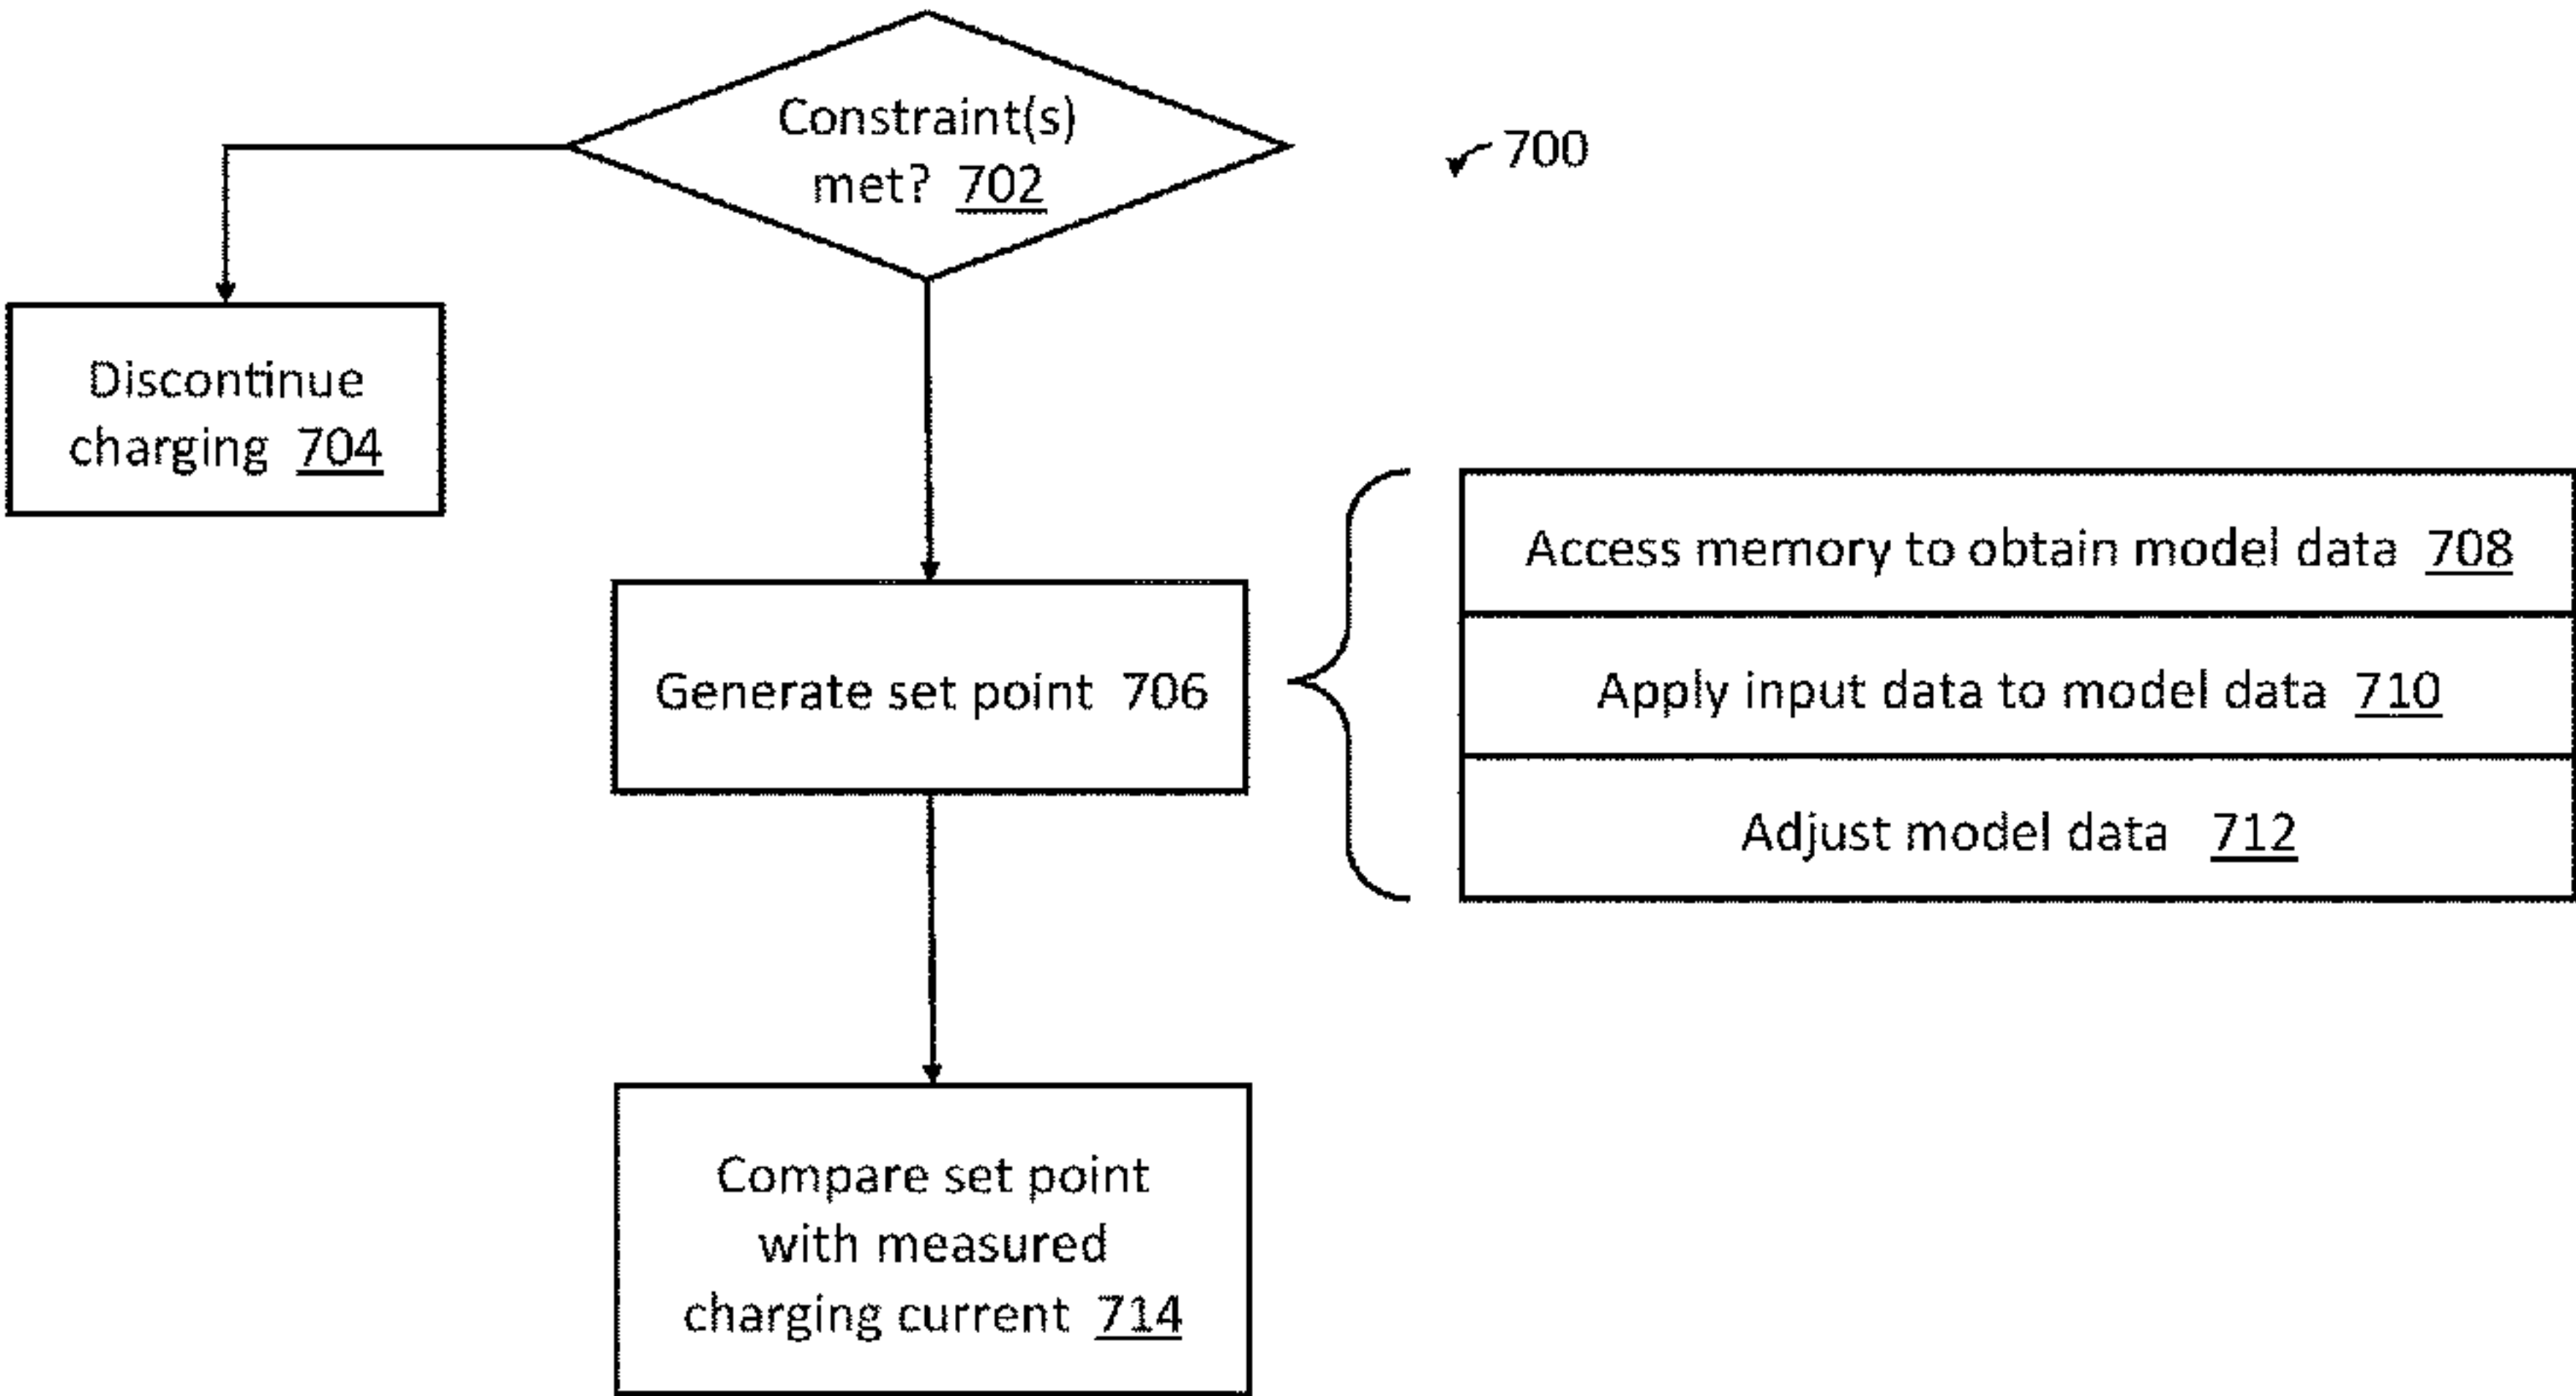 Constraint(s)
met? 702
700
Discontinue
charging 704
Access memory to obtain model data 708
Generate set point 706
Apply input data to model data 710
Adjust model data 712
Compare set point
with measured
charging current 714